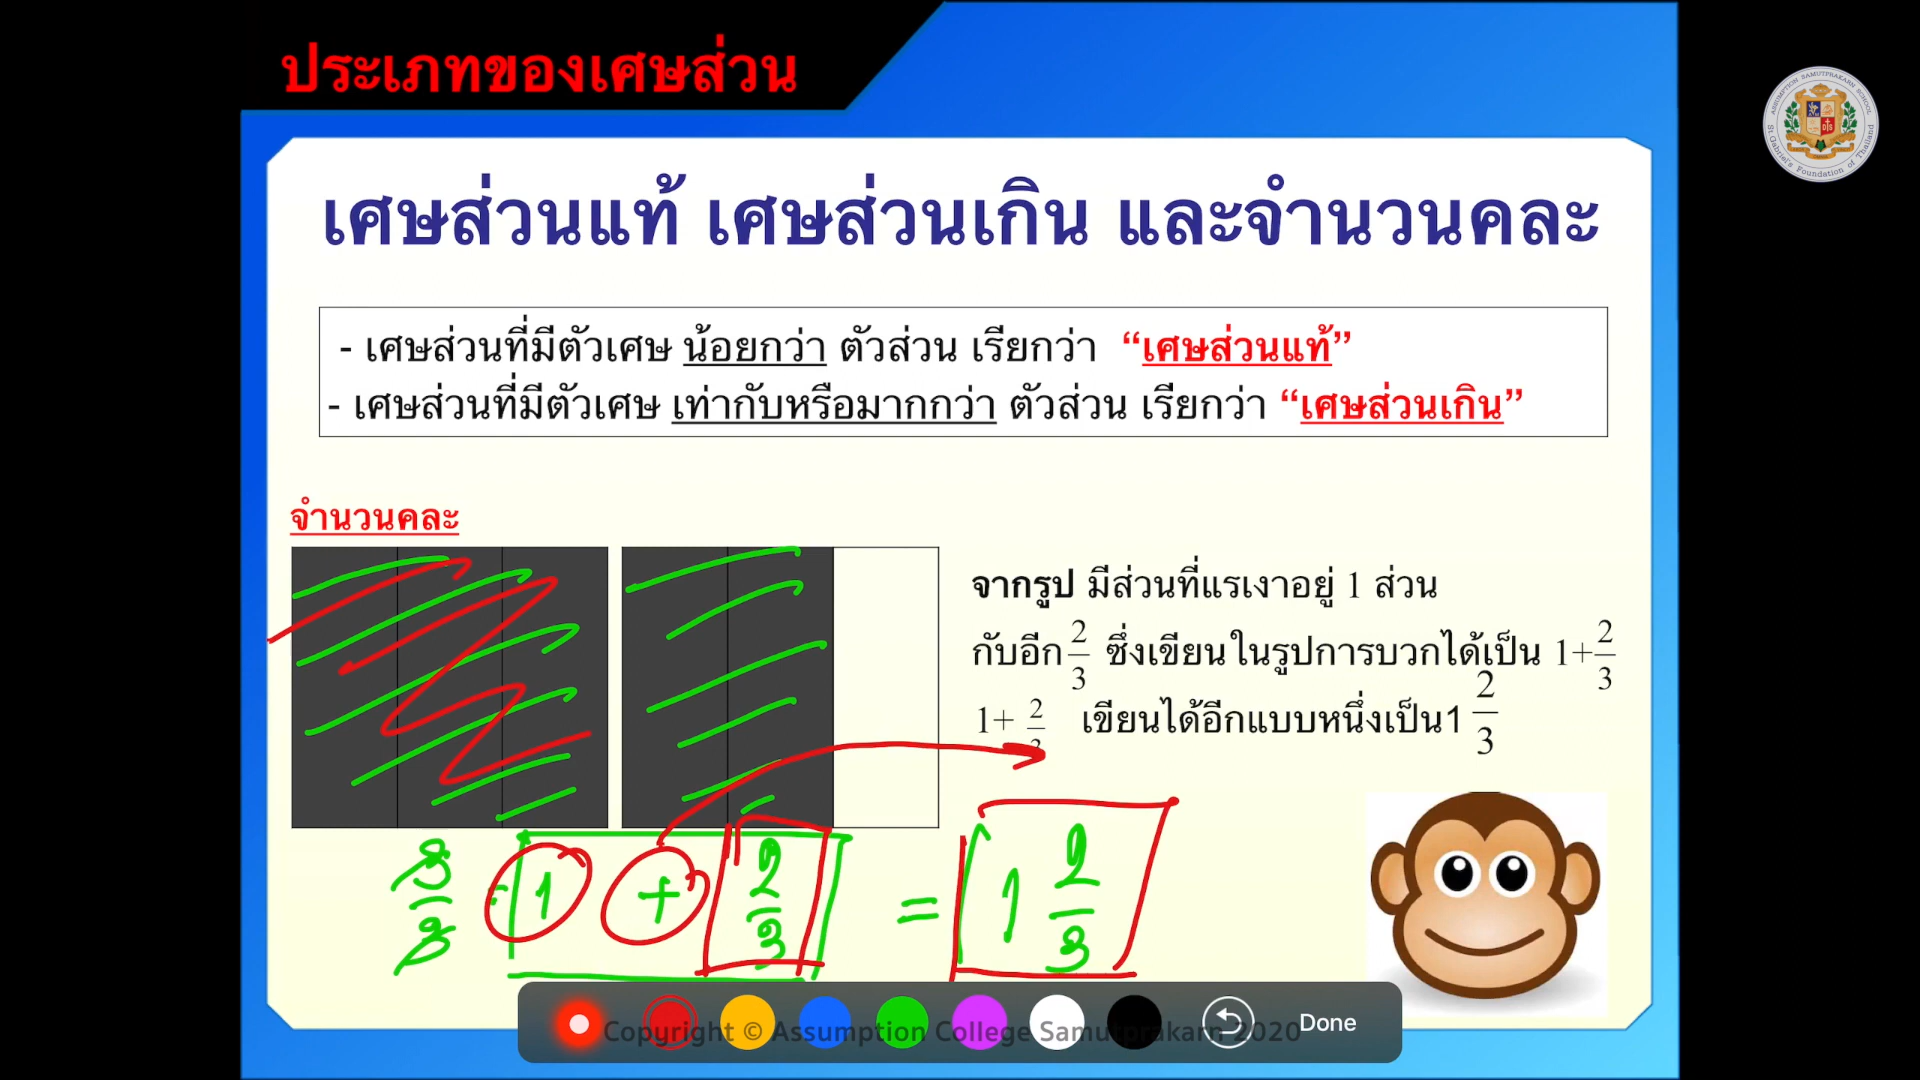 ประเภทของเศษส่วน
ASSUMPTION SAMUTPRAKARN SCHOOL
St.Gabriel's Foundation of Thailand
เศษส่วนแท้ เศษส่วนเกิน และจำนวนคละ
- เศษส่วนที่มีตัวเศษ น้อยกว่า ตัวส่วน เรียกว่า “เศษส่วนแท้”
- เศษส่วนที่มีตัวเศษ เท่ากับหรือมากกว่า ตัวส่วน เรียกว่า “เศษส่วนเกิน”
จำนวนคละ
จากรูป มีส่วนที่แรเงาอยู่ 1 ส่วน
กับอีก 2/3 ซึ่งเขียนในรูปการบวกได้เป็น 1+2/3
1+ 2/3 เขียนได้อีกแบบหนึ่งเป็น1 2/3
3/3 = 1 + 2/3 = 1 2/3
Copyright © Assumption College Samutprakarn 2020
Done